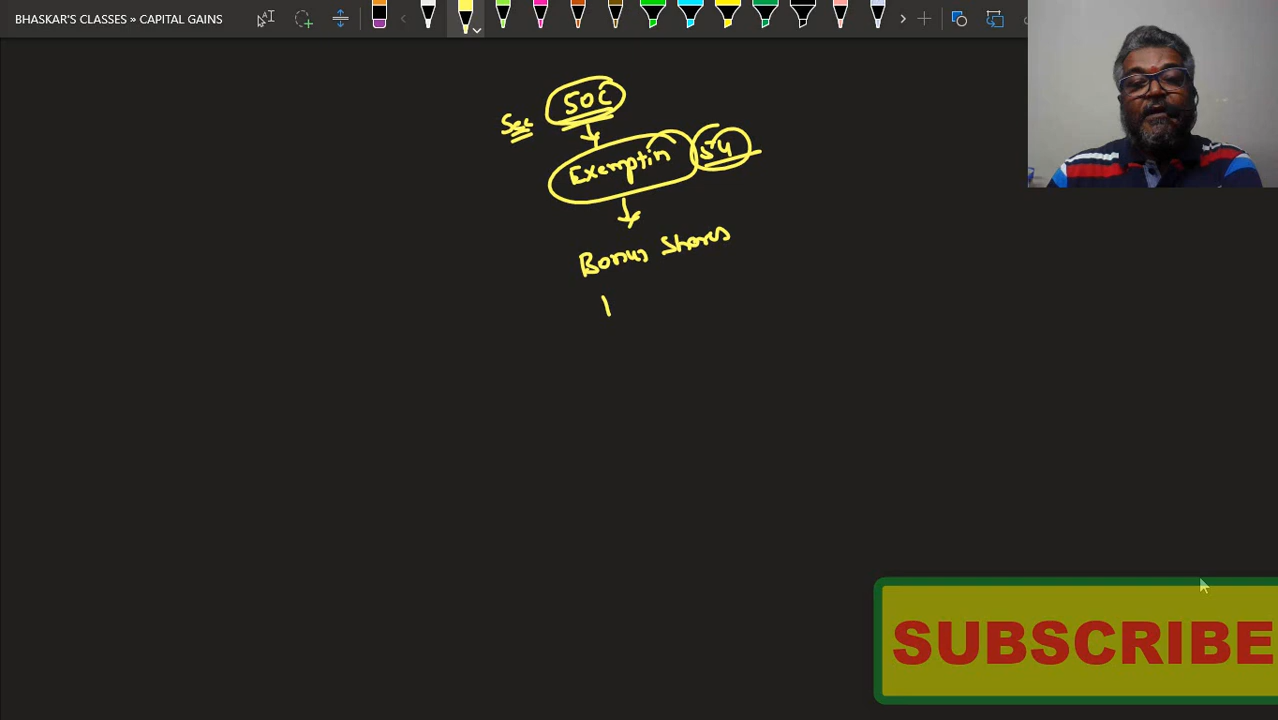 BHASKAR'S CLASSES » CAPITAL GAINS
Sec 50C
Exemptin 54
Bonus Shares
SUBSCRIBE